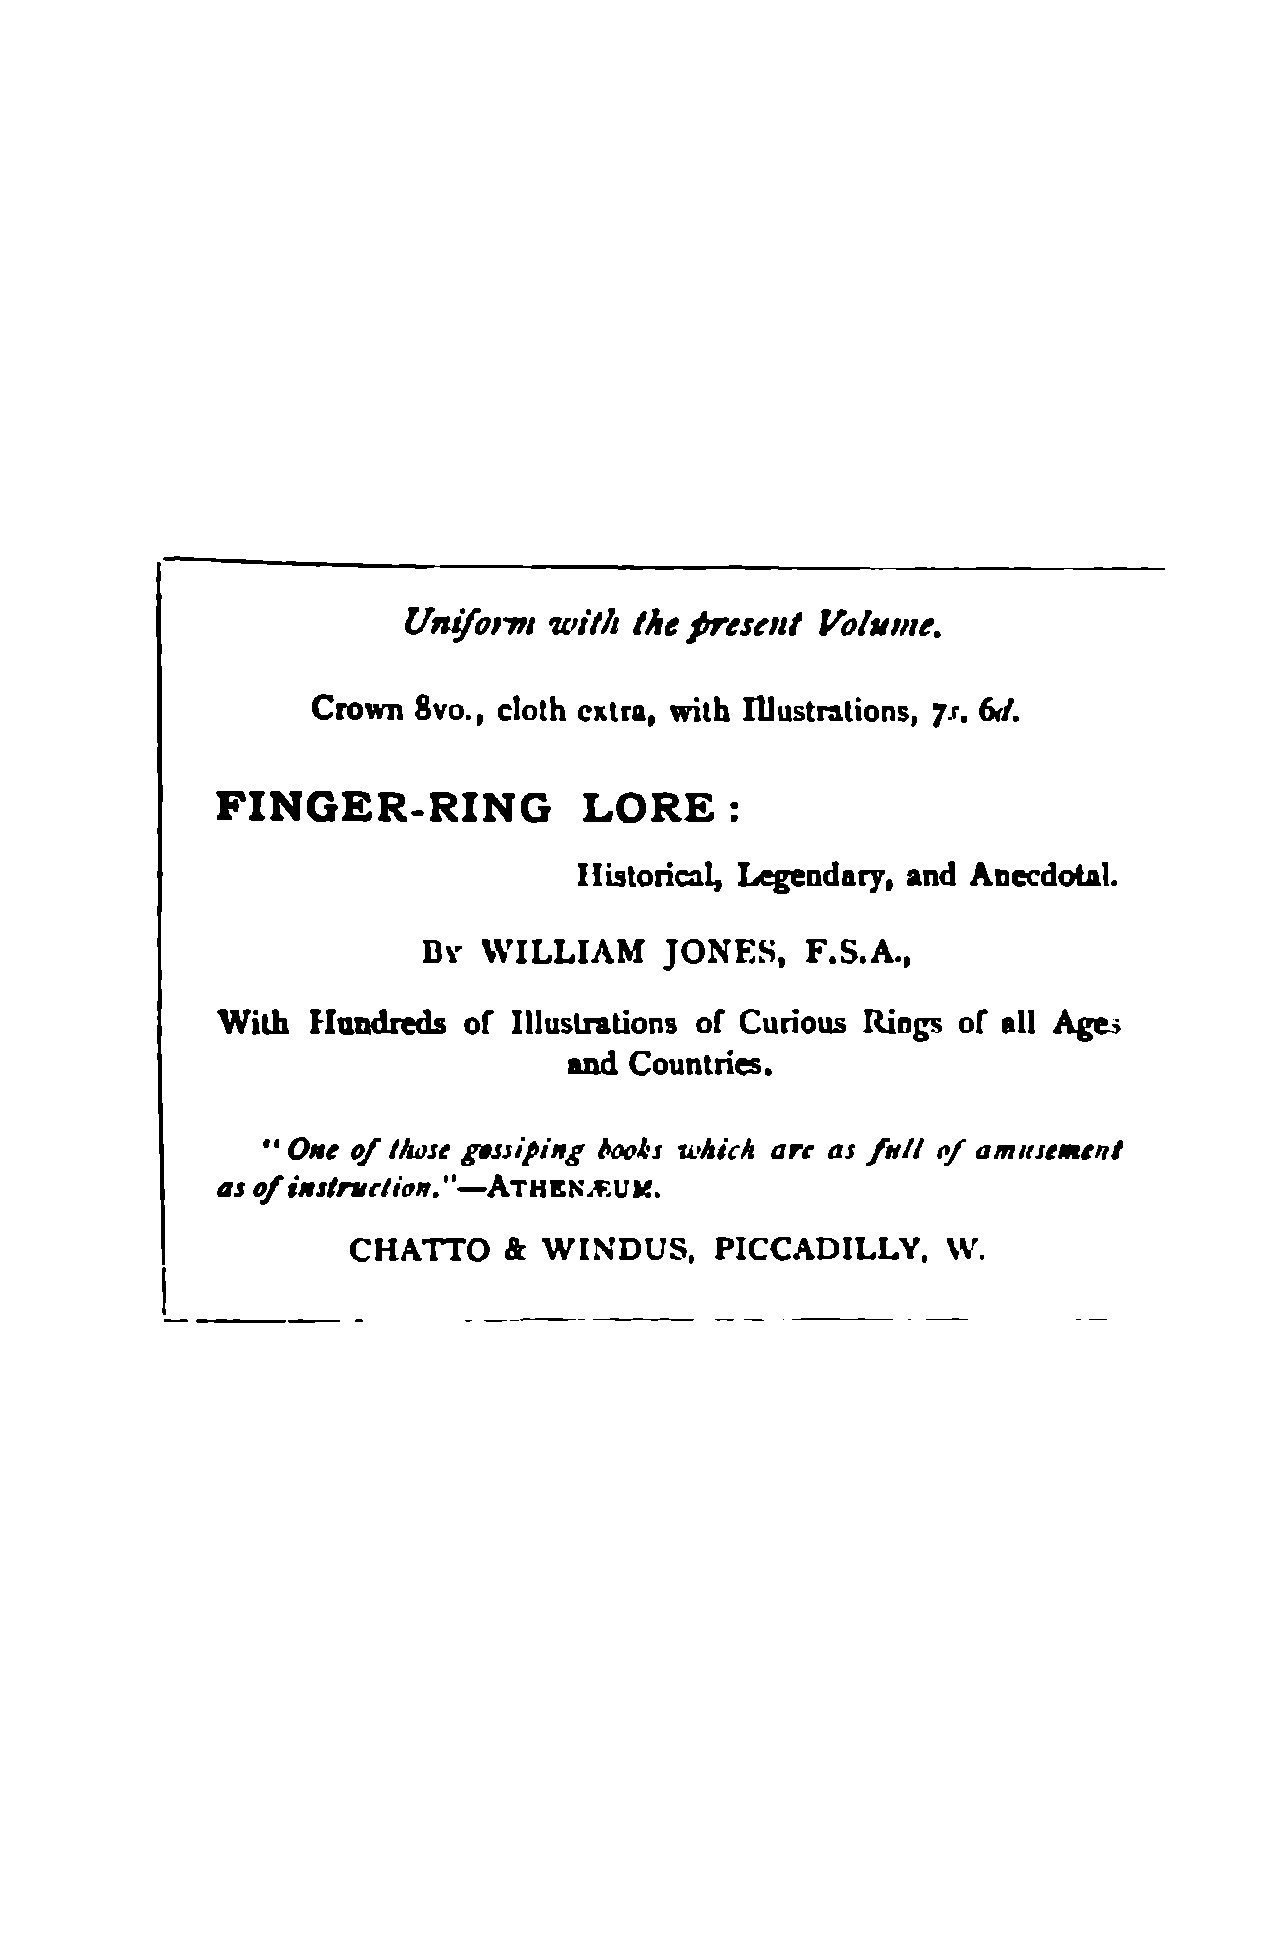 Uniform with the present Volume.
Crown 8vo., cloth extra, with Illustrations, 7s. 6d.
FINGER-RING LORE:
Historical, Legendary, and Anecdotal.
By WILLIAM JONES, F.S.A.,
With Hundreds of Illustrations of Curious Rings of all Ages
and Countries.
"One of those gossiping books which are as full of amusement
as of instruction."—ATHENÆUM.
CHATTO & WINDUS, PICCADILLY, W.